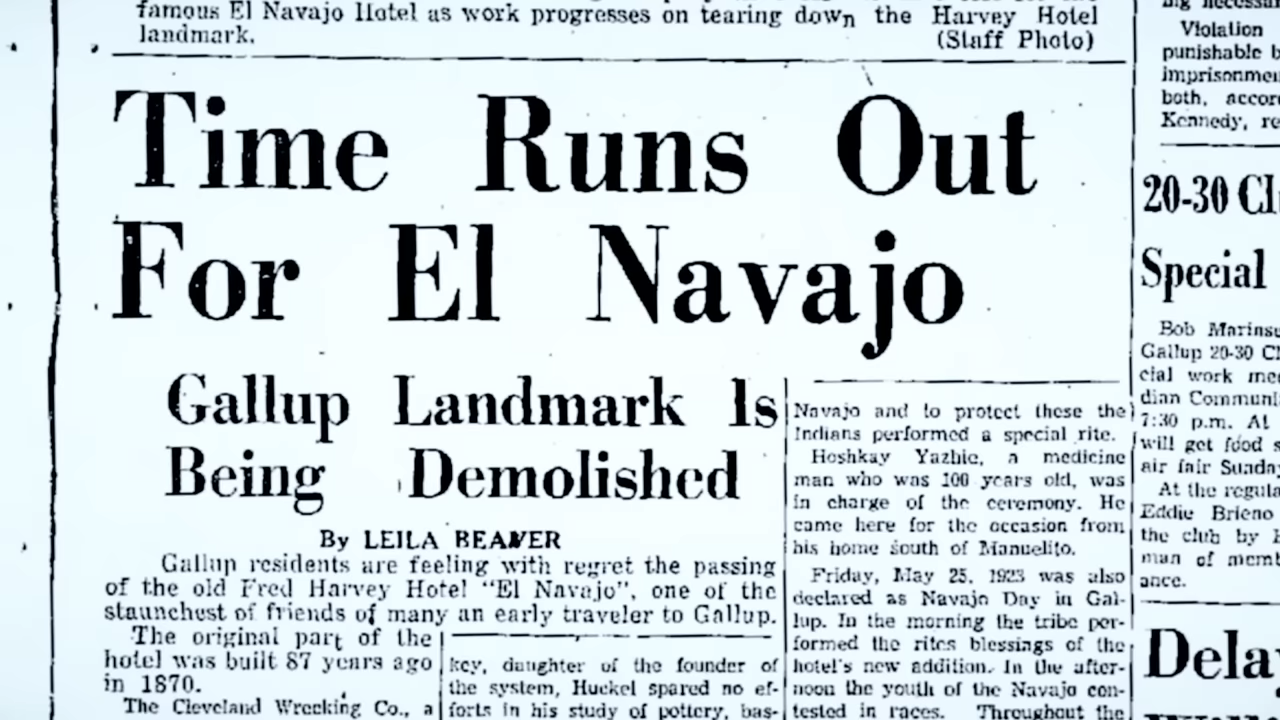 famous El Navajo Hotel as work progresses on tearing down the Harvey Hotel
landmark. (Staff Photo)
Time Runs Out
For El Navajo
Gallup Landmark Is
Being Demolished
By LEILA BEAVER
Gallup residents are feeling with regret the passing
of the old Fred Harvey Hotel "El Navajo", one of the
staunchest of friends of many an early traveler to Gallup.
The original part of the
hotel was built 87 years ago
in 1870.
The Cleveland Wrecking Co., a
key, daughter of the founder of
the system, Huckel spared no ef-
forts in his study of pottery, bas-
Navajo and to protect these the
Indians performed a special rite.
Hoshkay Yazhie, a medicine
man who was 100 years old, was
in charge of the ceremony. He
came here for the occasion from
his home south of Manuelito.
Friday, May 25, 1923 was also
declared as Navajo Day in Gal-
lup. In the morning the tribe per-
formed the rites blessings of the
hotel's new addition. In the after-
noon the youth of the Navajo con-
tested in races. Throughout the
Violation
punishable b
imprisonmen
both, accor
Kennedy, re
20-30 Cl
Special
Bob Marinse
Gallup 20-30 Cl
cial work mee
dian Communi
7:30 p.m. At
will get food s
air fair Sunday
At the regula
Eddie Brieno
the club by
man of memb
ance.
Dela